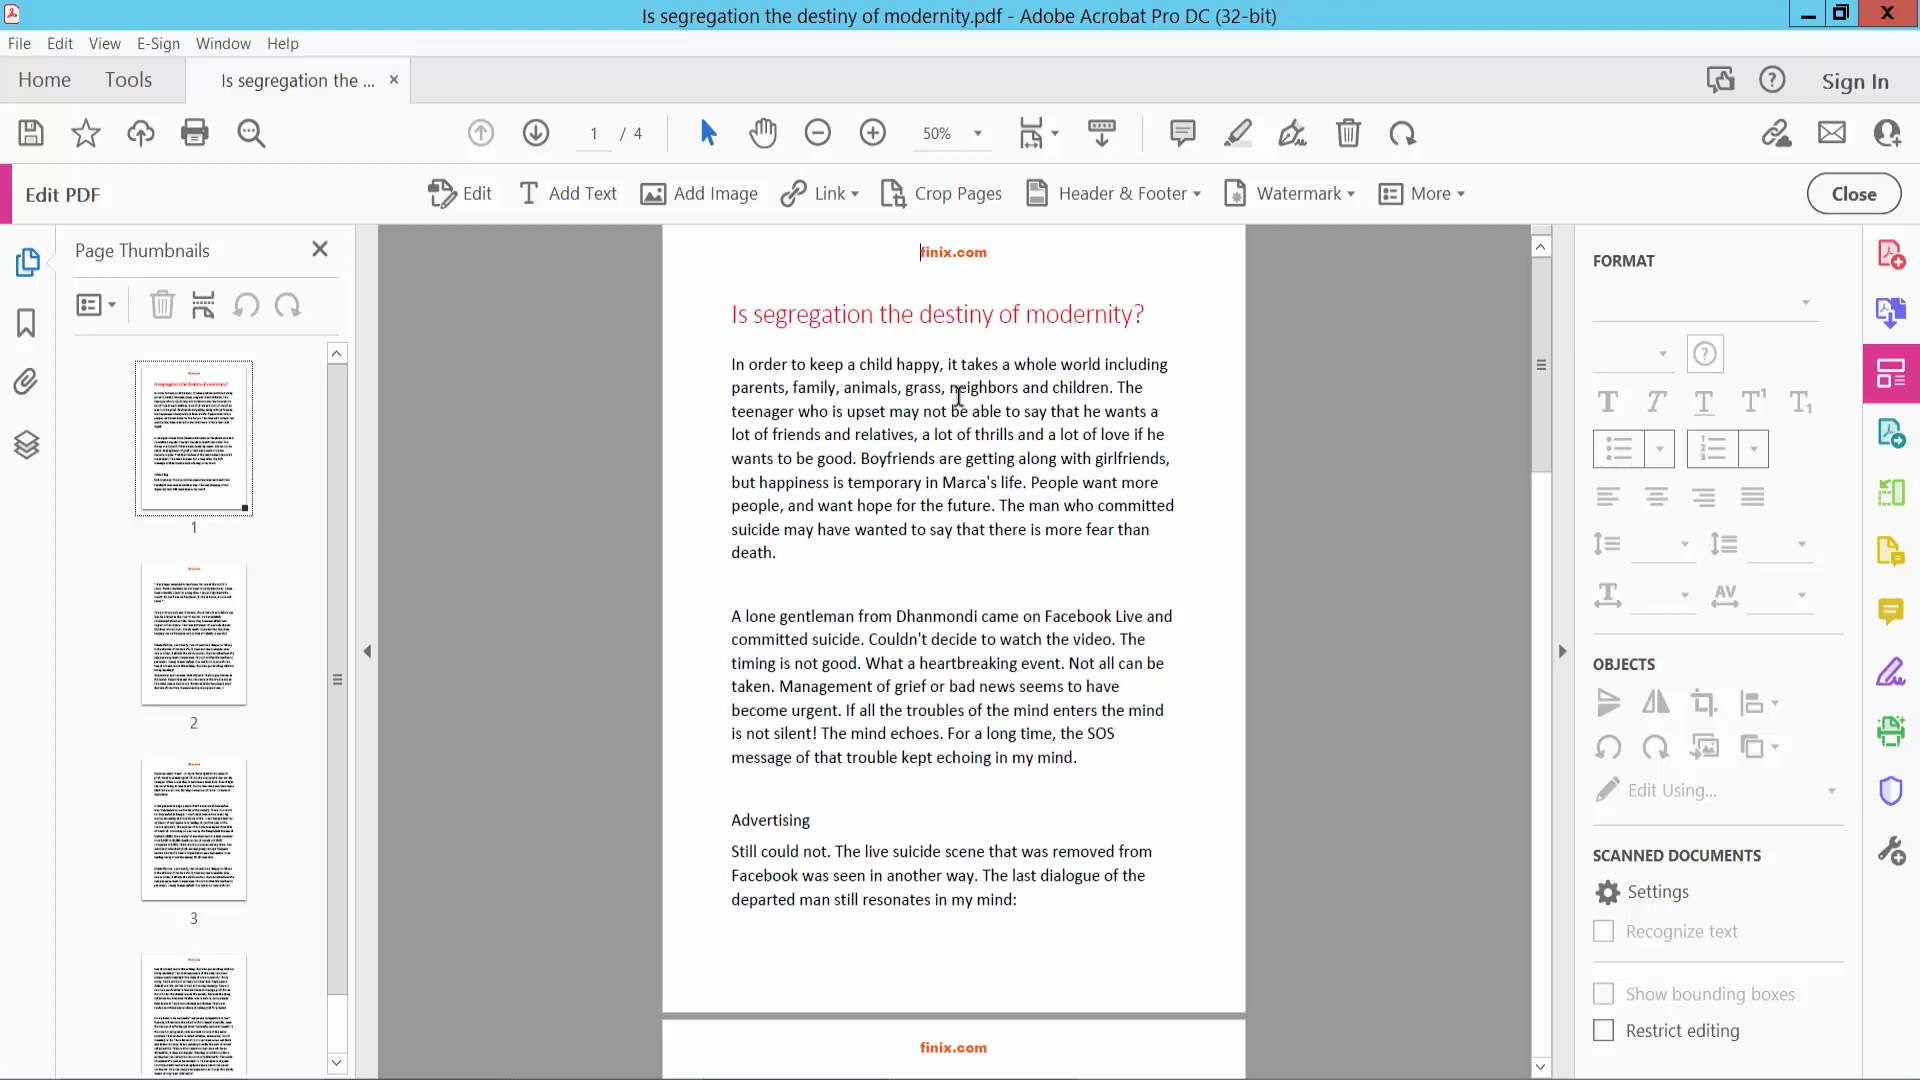 Is segregation the destiny of modernity.pdf - Adobe Acrobat Pro DC (32-bit)
File Edit View E-Sign Window Help
Home Tools Is segregation the ... × Sign In
1 / 4 50%
Edit PDF Edit Add Text Add Image Link Crop Pages Header & Footer Watermark More Close
Page Thumbnails
1
2
3
finix.com
Is segregation the destiny of modernity?
In order to keep a child happy, it takes a whole world including
parents, family, animals, grass, neighbors and children. The
teenager who is upset may not be able to say that he wants a
lot of friends and relatives, a lot of thrills and a lot of love if he
wants to be good. Boyfriends are getting along with girlfriends,
but happiness is temporary in Marca's life. People want more
people, and want hope for the future. The man who committed
suicide may have wanted to say that there is more fear than
death.
A lone gentleman from Dhanmondi came on Facebook Live and
committed suicide. Couldn't decide to watch the video. The
timing is not good. What a heartbreaking event. Not all can be
taken. Management of grief or bad news seems to have
become urgent. If all the troubles of the mind enters the mind
is not silent! The mind echoes. For a long time, the SOS
message of that trouble kept echoing in my mind.
Advertising
Still could not. The live suicide scene that was removed from
Facebook was seen in another way. The last dialogue of the
departed man still resonates in my mind:
finix.com
FORMAT
OBJECTS
Edit Using...
SCANNED DOCUMENTS
Settings
Recognize text
Show bounding boxes
Restrict editing